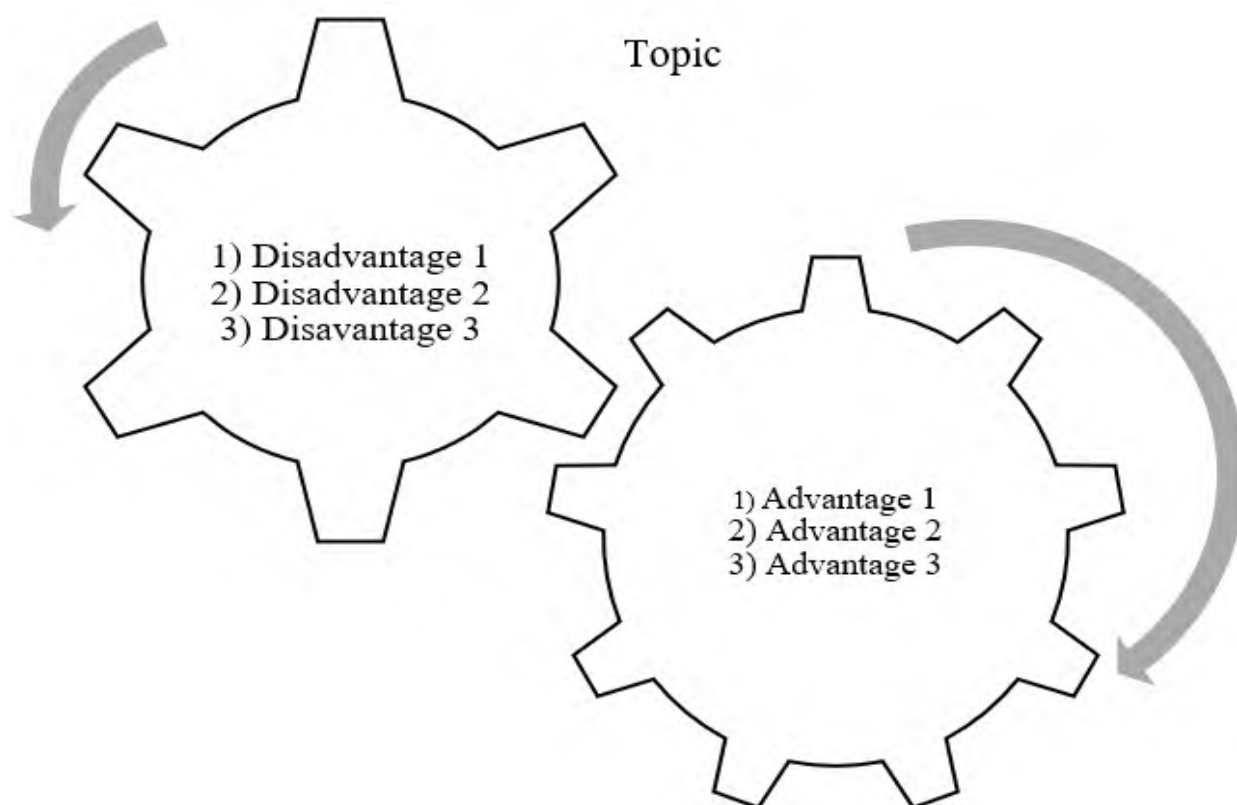 Topic
1) Disadvantage 1
2) Disadvantage 2
3) Disavantage 3
1) Advantage 1
2) Advantage 2
3) Advantage 3